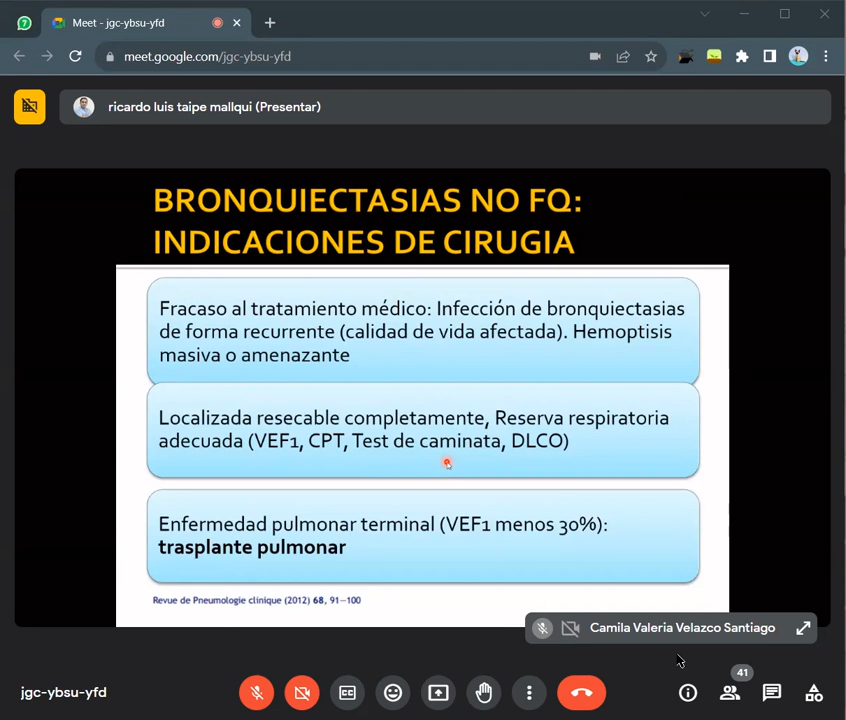 Meet - jgc-ybsu-yfd
meet.google.com/jgc-ybsu-yfd
ricardo luis taipe mallqui (Presentar)
BRONQUIECTASIAS NO FQ:
INDICACIONES DE CIRUGIA
Fracaso al tratamiento médico: Infección de bronquiectasias
de forma recurrente (calidad de vida afectada). Hemoptisis
masiva o amenazante
Localizada resecable completamente, Reserva respiratoria
adecuada (VEF1, CPT, Test de caminata, DLCO)
Enfermedad pulmonar terminal (VEF1 menos 30%):
trasplante pulmonar
Revue de Pneumologie clinique (2012) 68, 91–100
Camila Valeria Velazco Santiago
41
jgc-ybsu-yfd
CC